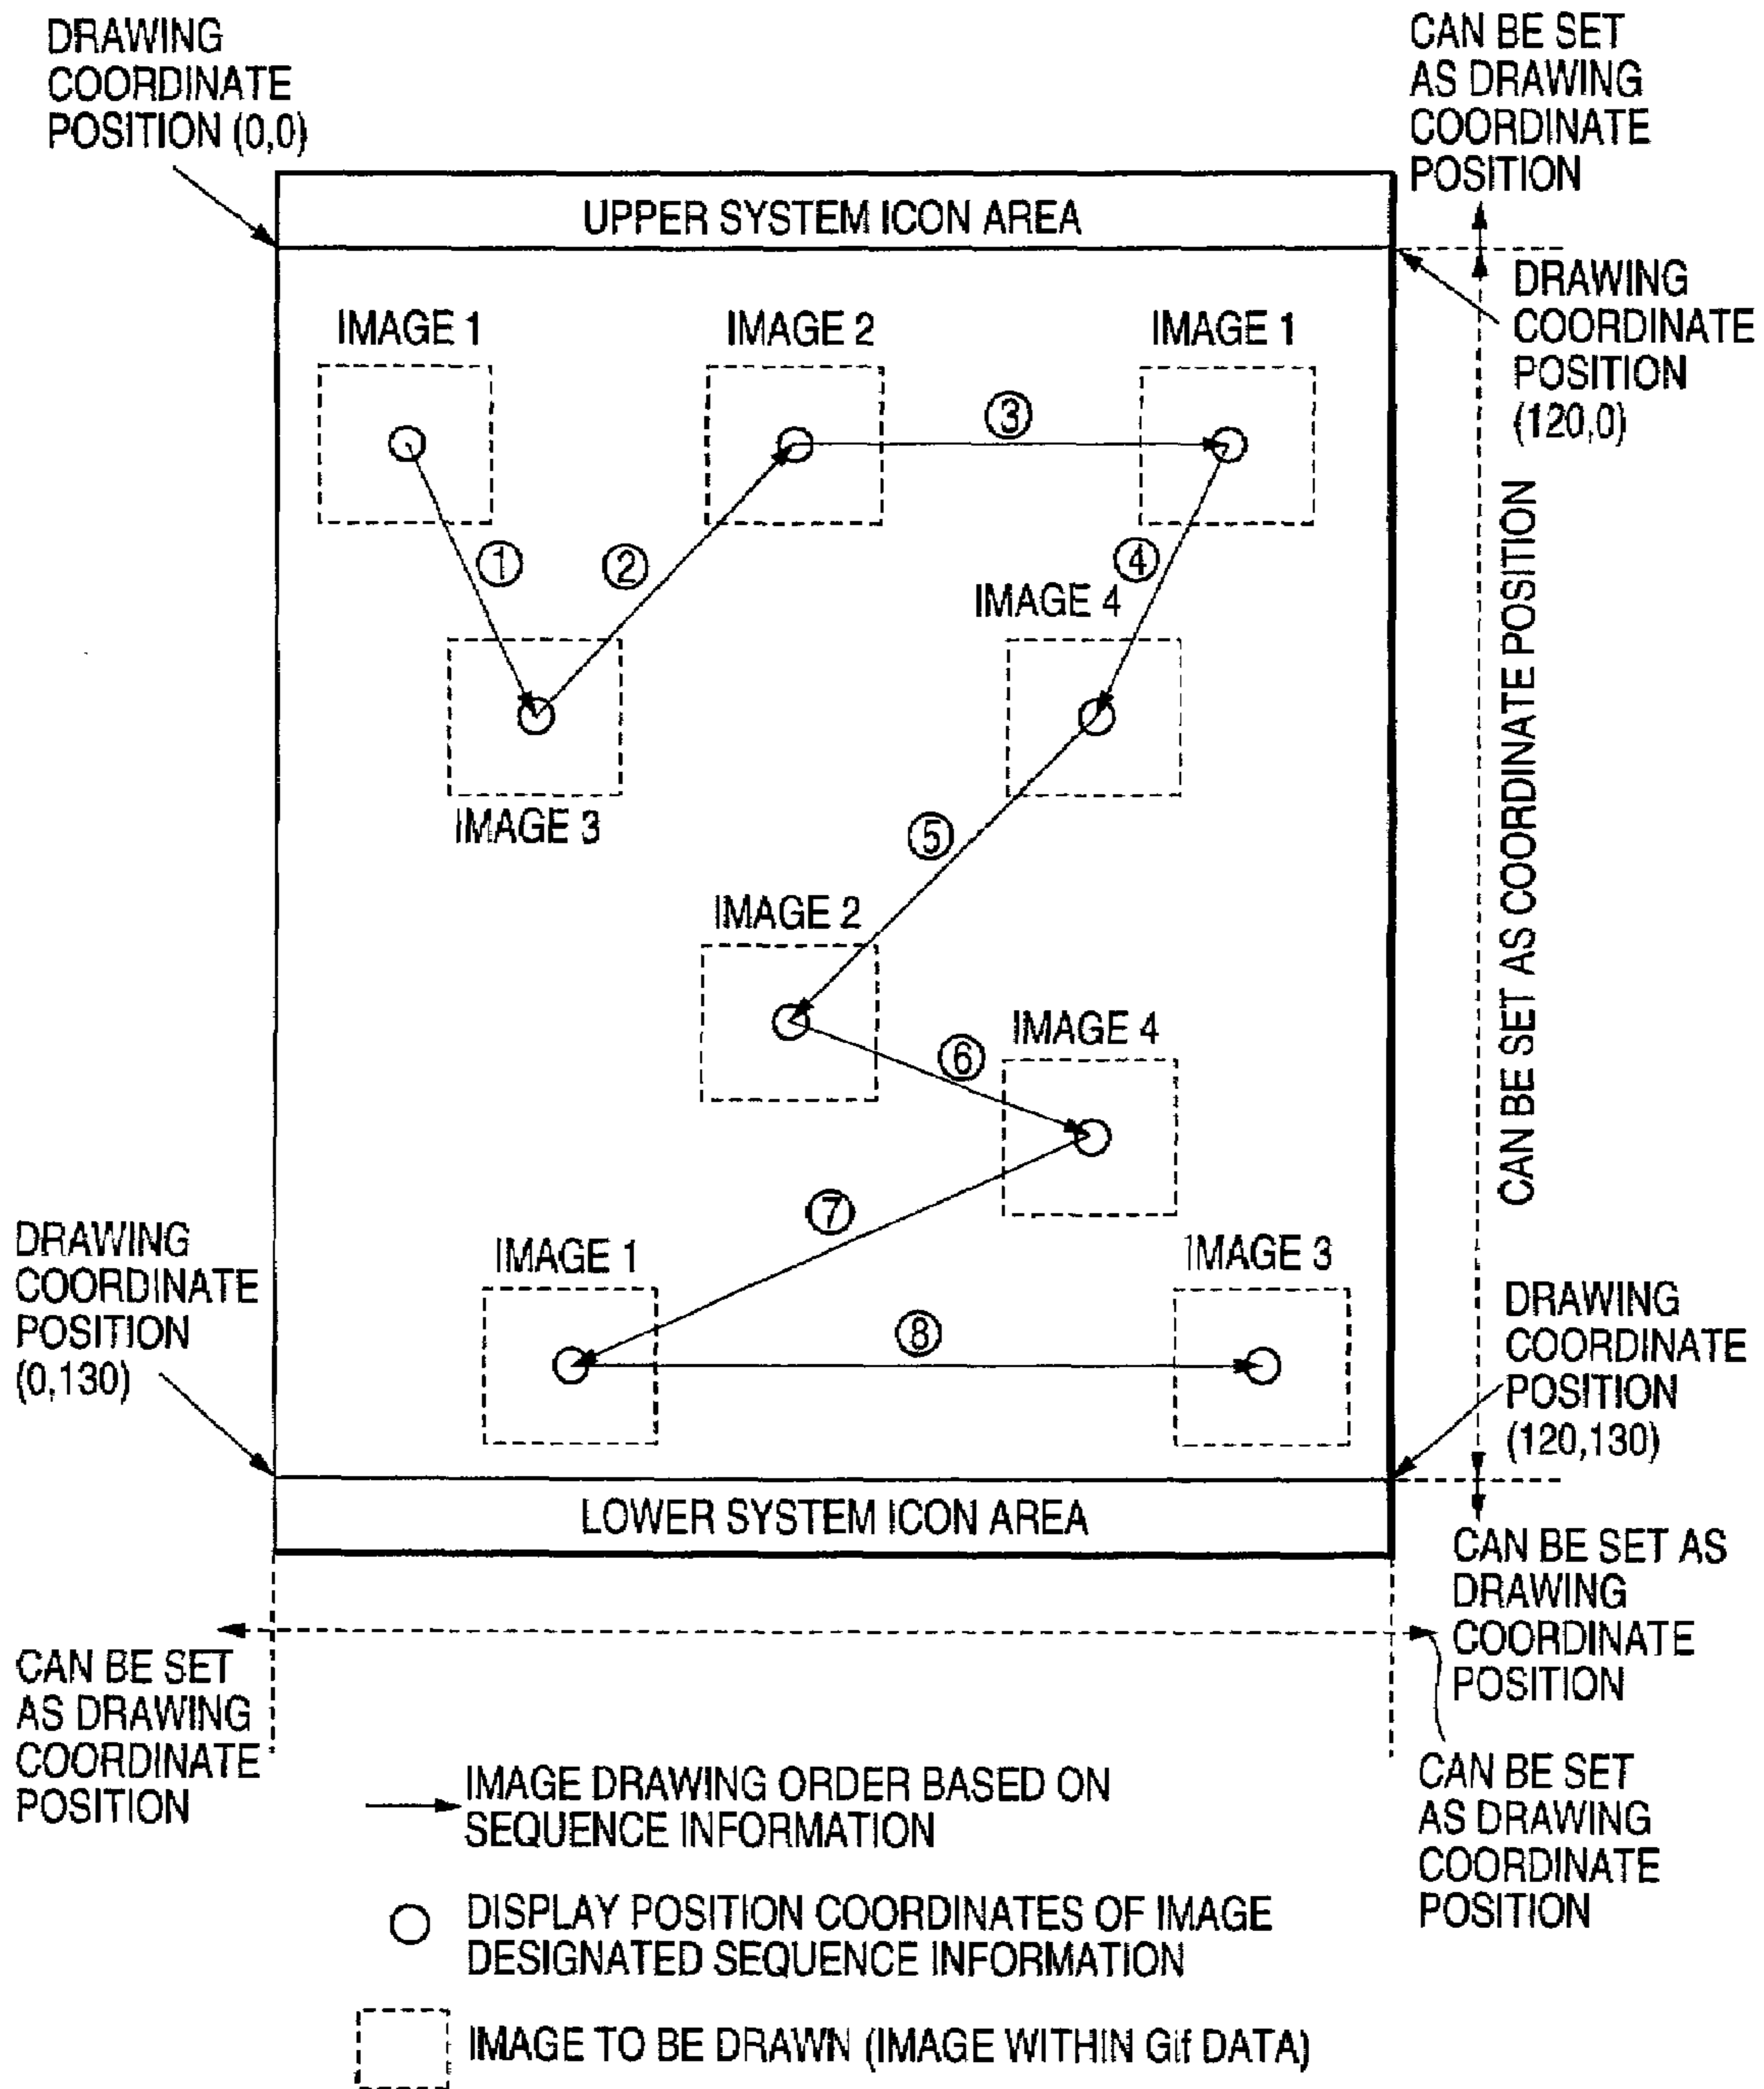 DRAWING
COORDINATE
POSITION (0,0)
CAN BE SET
AS DRAWING
COORDINATE
POSITION
UPPER SYSTEM ICON AREA
DRAWING
COORDINATE
POSITION
(120,0)
IMAGE 1
IMAGE 2
IMAGE 1
③
①
②
④
IMAGE 4
IMAGE 3
⑤
CAN BE SET AS COORDINATE POSITION
IMAGE 2
IMAGE 4
⑥
⑦
DRAWING
COORDINATE
POSITION
(0,130)
IMAGE 1
IMAGE 3
⑧
DRAWING
COORDINATE
POSITION
(120,130)
LOWER SYSTEM ICON AREA
CAN BE SET AS
DRAWING
COORDINATE
POSITION
CAN BE SET
AS DRAWING
COORDINATE
POSITION
CAN BE SET
AS DRAWING
COORDINATE
POSITION
IMAGE DRAWING ORDER BASED ON
SEQUENCE INFORMATION
DISPLAY POSITION COORDINATES OF IMAGE
DESIGNATED SEQUENCE INFORMATION
IMAGE TO BE DRAWN (IMAGE WITHIN Gif DATA)